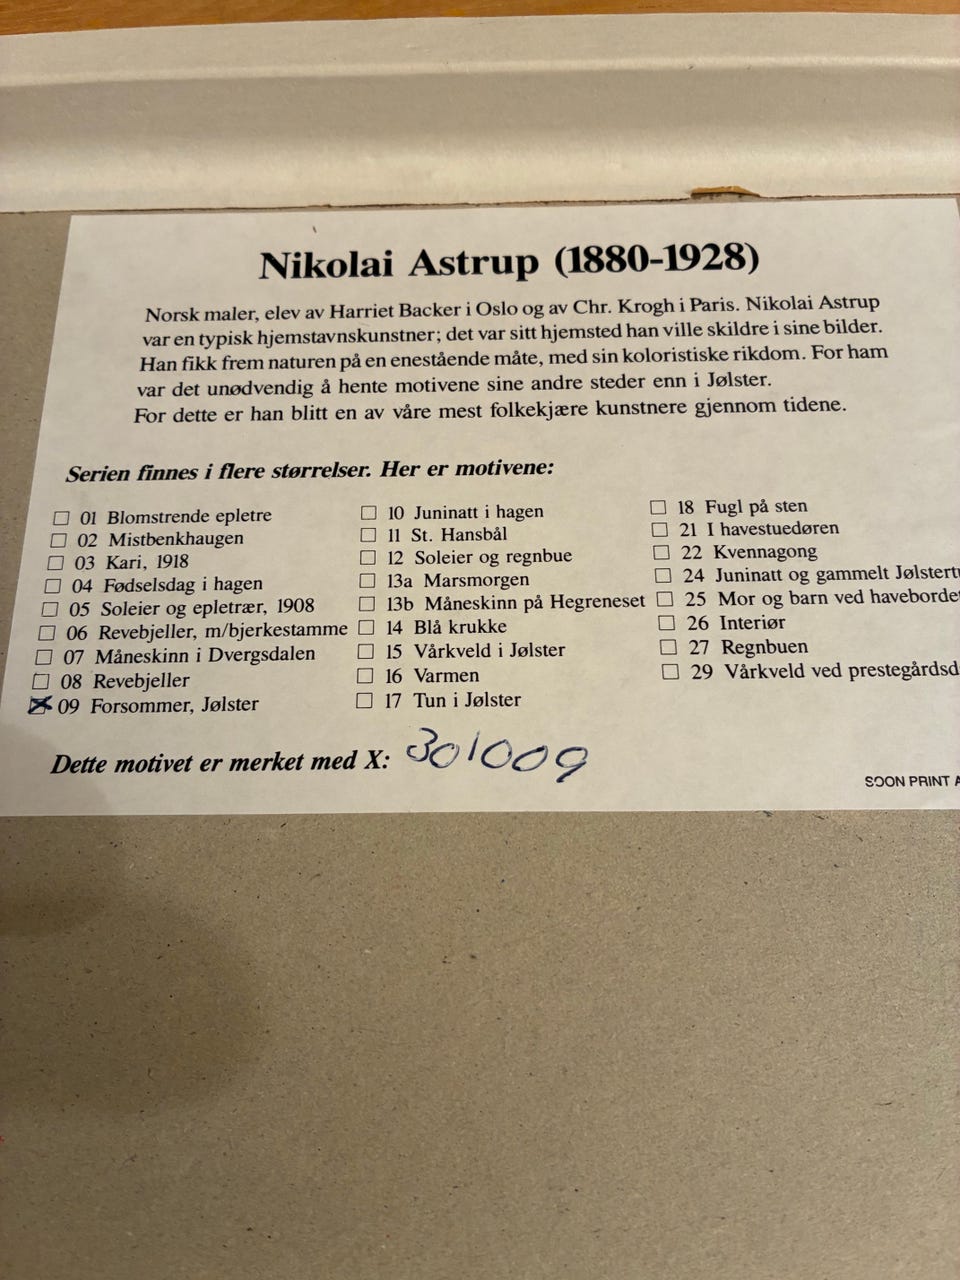 Nikolai Astrup (1880-1928)
Norsk maler, elev av Harriet Backer i Oslo og av Chr. Krogh i Paris. Nikolai Astrup
var en typisk hjemstavnskunstner; det var sitt hjemsted han ville skildre i sine bilder.
Han fikk frem naturen på en enestående måte, med sin koloristiske rikdom. For ham
var det unødvendig å hente motivene sine andre steder enn i Jølster.
For dette er han blitt en av våre mest folkekjære kunstnere gjennom tidene.
Serien finnes i flere størrelser. Her er motivene:
01 Blomstrende epletre
02 Mistbenkhaugen
03 Kari, 1918
04 Fødselsdag i hagen
05 Soleier og epletrær, 1908
06 Revebjeller, m/bjerkestamme
07 Måneskinn i Dvergsdalen
08 Revebjeller
09 Forsommer, Jølster
10 Juninatt i hagen
11 St. Hansbål
12 Soleier og regnbue
13a Marsmorgen
13b Måneskinn på Hegreneset
14 Blå krukke
15 Vårkveld i Jølster
16 Varmen
17 Tun i Jølster
18 Fugl på sten
21 I havestuedøren
22 Kvennagong
24 Juninatt og gammelt
25 Mor og barn ved
26 Interiør
27 Regnbuen
29 Vårkveld ved
Dette motivet er merket med X: 301009
SOON PRINT